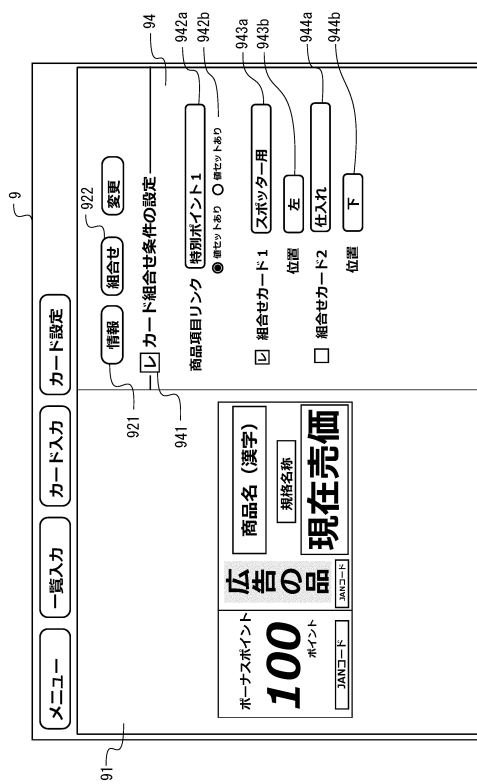 9
メニュー
一覧入力
カード入力
カード設定
91
921
情報
922
組合せ
変更
94
941
レ
カード組合せ条件の設定
商品項目リンク
特別ポイント1
942a
値セットあり
値セットあり
942b
レ
組合せカード1
スポッター用
943a
位置
左
943b
組合せカード2
仕入れ
944a
位置
下
944b
ボーナスポイント
100
ポイント
JANコード
広告の品
JANコード
商品名（漢字）
規格名称
現在売価